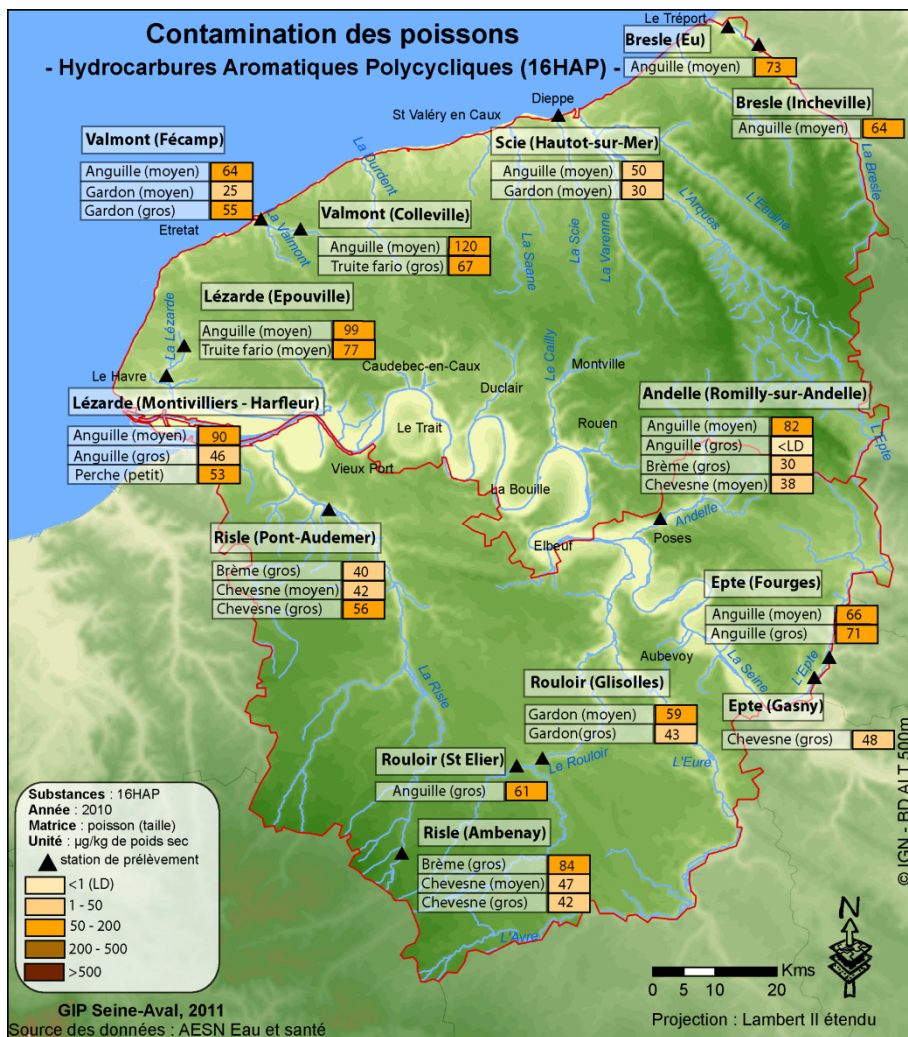 Contamination des poissons
- Hydrocarbures Aromatiques Polycycliques (16HAP) -
Le Tréport
Bresle (Eu)
Anguille (moyen) 73
Bresle (Incheville)
Anguille (moyen) 64
La Bresle
Dieppe
St Valéry en Caux
Scie (Hautot-sur-Mer)
Anguille (moyen) 50
Gardon (moyen) 30
Valmont (Fécamp)
Anguille (moyen) 64
Gardon (moyen) 25
Gardon (gros) 55
Etretat
La Valmont
La Durdent
Valmont (Colleville)
Anguille (moyen) 120
Truite fario (gros) 67
La Saane
La Scie
La Varenne
L'Arques
L'Eaulne
Lézarde (Epouville)
Anguille (moyen) 99
Truite fario (moyen) 77
La Lézarde
Le Havre
Lézarde (Montivilliers - Harfleur)
Anguille (moyen) 90
Anguille (gros) 46
Perche (petit) 53
Caudebec-en-Caux
Duclair
Le Cailly
Montville
Le Trait
Rouen
Vieux Port
La Bouille
Elbeuf
Andelle (Romilly-sur-Andelle)
Anguille (moyen) 82
Anguille (gros) <LD
Brème (gros) 30
Chevesne (moyen) 38
L'Epte
Andelle
Poses
Risle (Pont-Audemer)
Brème (gros) 40
Chevesne (moyen) 42
Chevesne (gros) 56
La Risle
Epte (Fourges)
Anguille (moyen) 66
Anguille (gros) 71
Aubevoy
La Seine
L'Epte
Epte (Gasny)
Chevesne (gros) 48
Rouloir (Glisolles)
Gardon (moyen) 59
Gardon(gros) 43
Rouloir (St Elier)
Anguille (gros) 61
Le Rouloir
L'Eure
Risle (Ambenay)
Brème (gros) 84
Chevesne (moyen) 47
Chevesne (gros) 42
L'Avre
Substances : 16HAP
Année : 2010
Matrice : poisson (taille)
Unité : µg/kg de poids sec
station de prélèvement
<1 (LD)
1 - 50
50 - 200
200 - 500
>500
GIP Seine-Aval, 2011
Source des données : AESN Eau et santé
N
Kms
0 5 10 20
Projection : Lambert II étendu
© IGN - BD ALT 500m